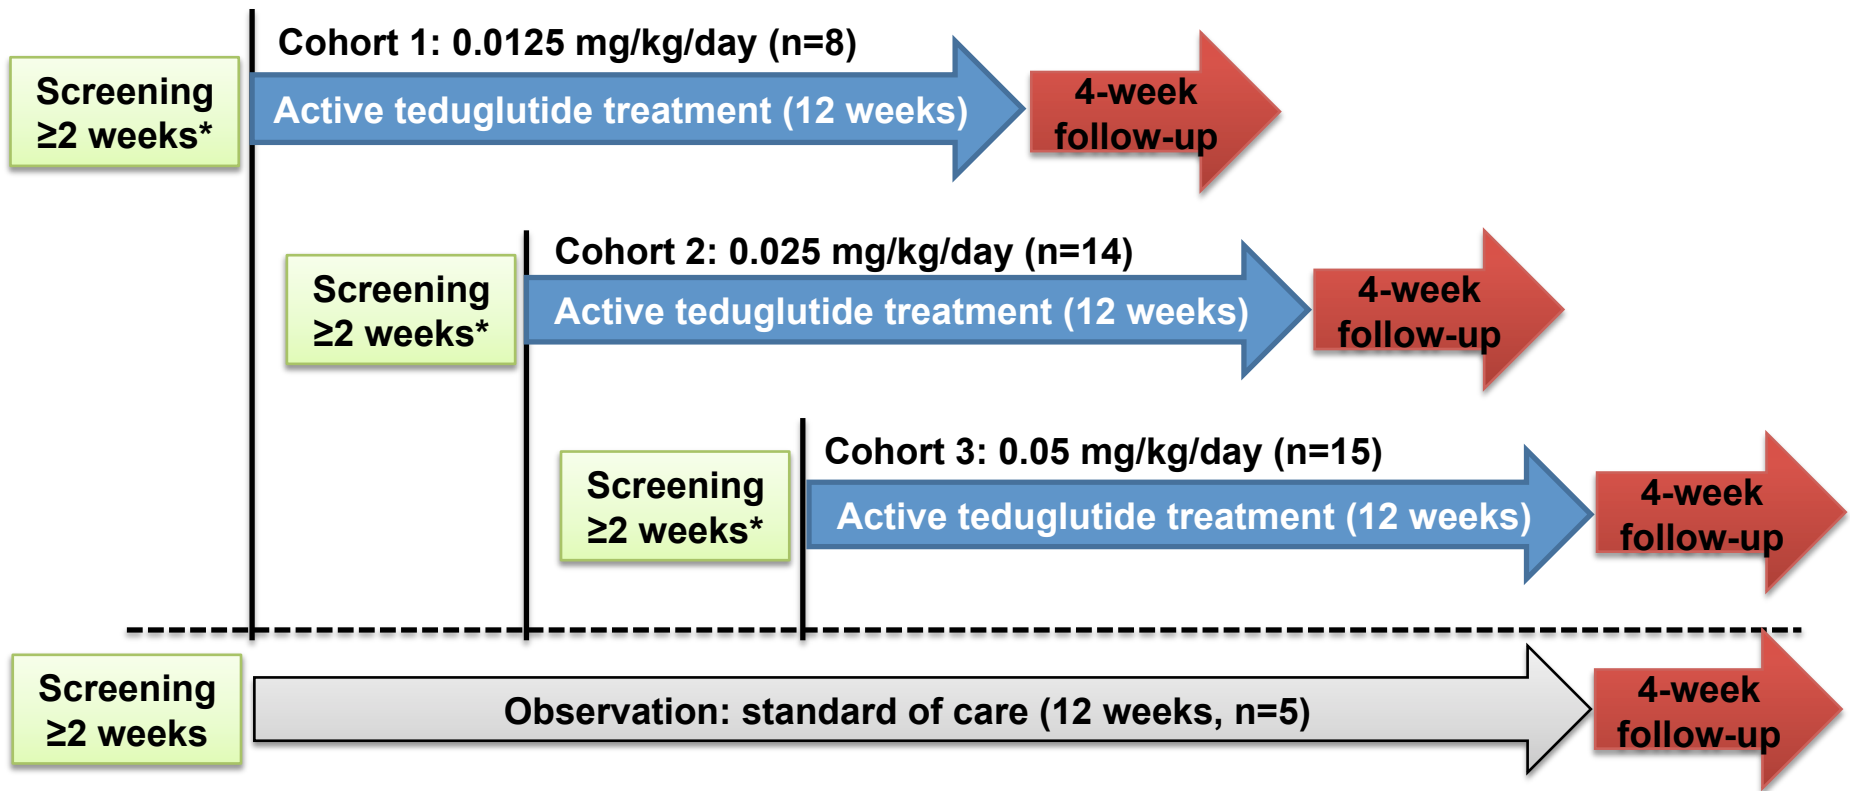 Cohort 1: 0.0125 mg/kg/day (n=8)
Screening
≥2 weeks*
Active teduglutide treatment (12 weeks)
4-week
follow-up
Cohort 2: 0.025 mg/kg/day (n=14)
Screening
≥2 weeks*
Active teduglutide treatment (12 weeks)
4-week
follow-up
Cohort 3: 0.05 mg/kg/day (n=15)
Screening
≥2 weeks*
Active teduglutide treatment (12 weeks)
4-week
follow-up
Screening
≥2 weeks
Observation: standard of care (12 weeks, n=5)
4-week
follow-up